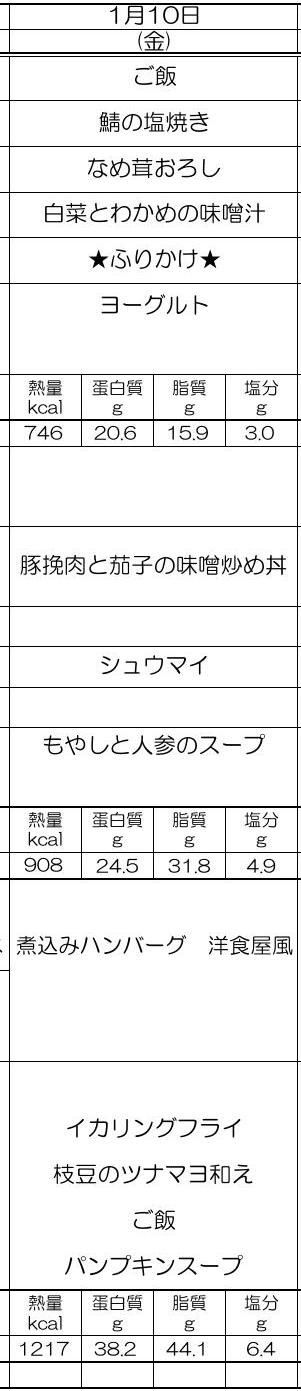 1月10日
(金)
ご飯
鯖の塩焼き
なめ茸おろし
白菜とわかめの味噌汁
★ふりかけ★
ヨーグルト
熱量 蛋白質 脂質 塩分
kcal g g g
746 20.6 15.9 3.0
豚挽肉と茄子の味噌炒め丼
シュウマイ
もやしと人参のスープ
熱量 蛋白質 脂質 塩分
kcal g g g
908 24.5 31.8 4.9
煮込みハンバーグ　洋食屋風
イカリングフライ
枝豆のツナマヨ和え
ご飯
パンプキンスープ
熱量 蛋白質 脂質 塩分
kcal g g g
1217 38.2 44.1 6.4